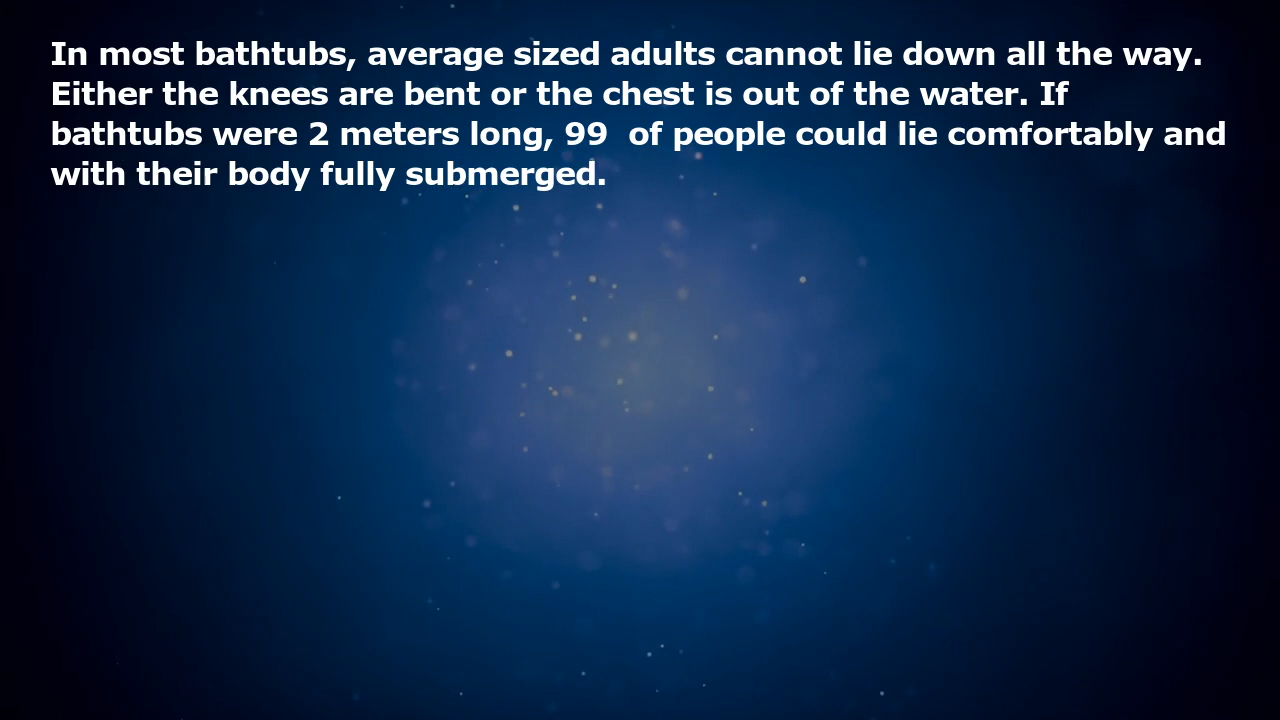 In most bathtubs, average sized adults cannot lie down all the way.
Either the knees are bent or the chest is out of the water. If
bathtubs were 2 meters long, 99  of people could lie comfortably and
with their body fully submerged.